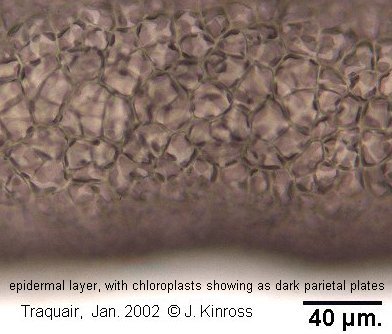 epidermal layer, with chloroplasts showing as dark parietal plates
Traquair, Jan. 2002 © J. Kinross
40 µm.